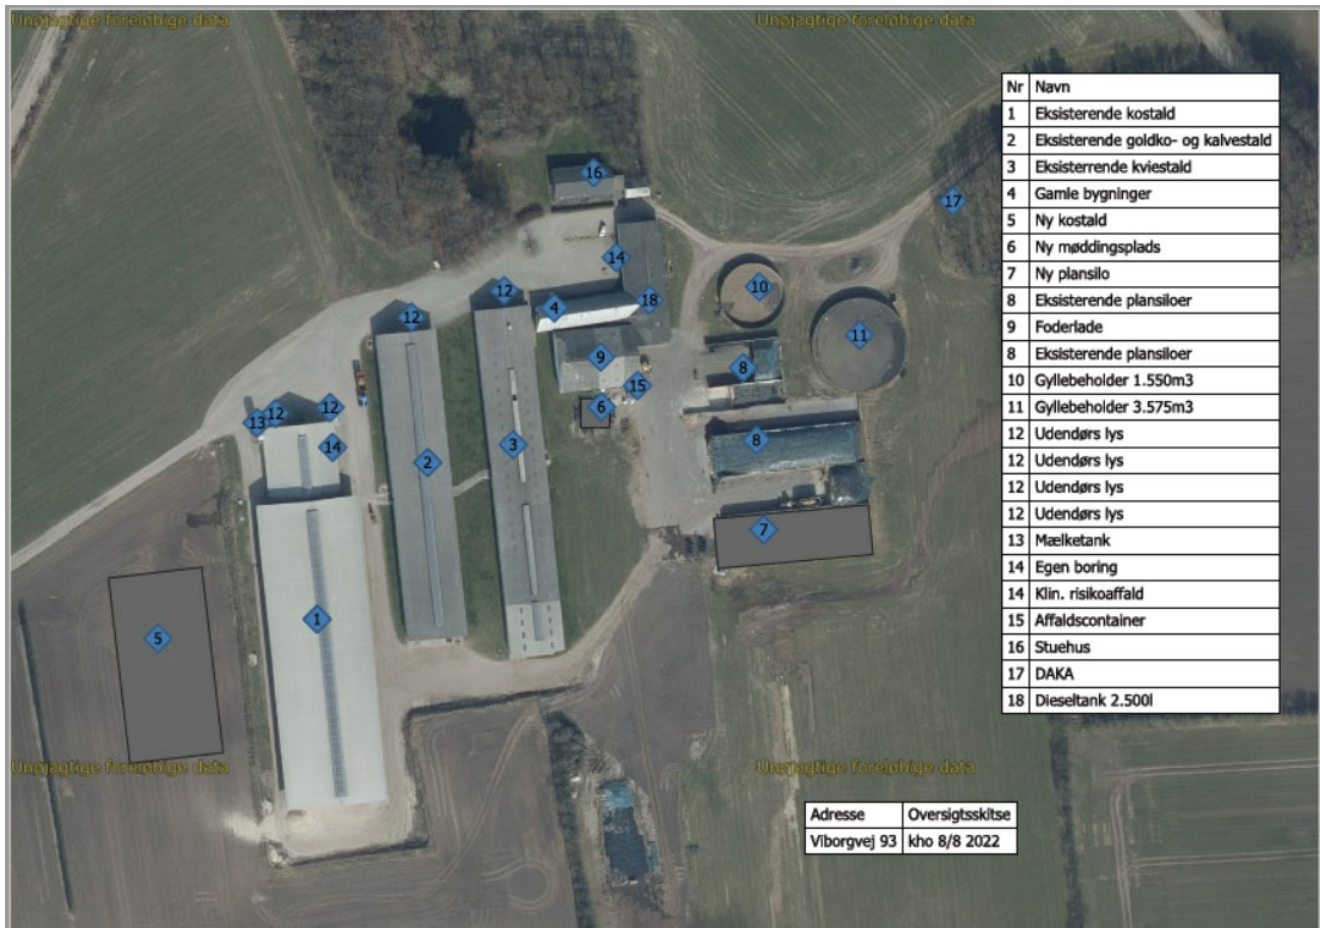 Unøjagtige foreløbige data
Unøjagtige foreløbige data
Nr Navn
1 Eksisterende kostald
2 Eksisterende goldko- og kalvestald
3 Eksisterrende kviestald
4 Gamle bygninger
5 Ny kostald
6 Ny møddingsplads
7 Ny plansilo
8 Eksisterende plansiloer
9 Foderlade
8 Eksisterende plansiloer
10 Gyllebeholder 1.550m3
11 Gyllebeholder 3.575m3
12 Udendørs lys
12 Udendørs lys
12 Udendørs lys
12 Udendørs lys
13 Mælketank
14 Egen boring
14 Klin. risikoaffald
15 Affaldscontainer
16 Stuehus
17 DAKA
18 Dieseltank 2.500l
16
17
14
10
12
18
4
12
11
9
8
15
12
12
6
13
8
3
14
2
7
1
5
Unøjagtige foreløbige data
Unøjagtige foreløbige data
Adresse Oversigtsskitse
Viborgvej 93 kho 8/8 2022